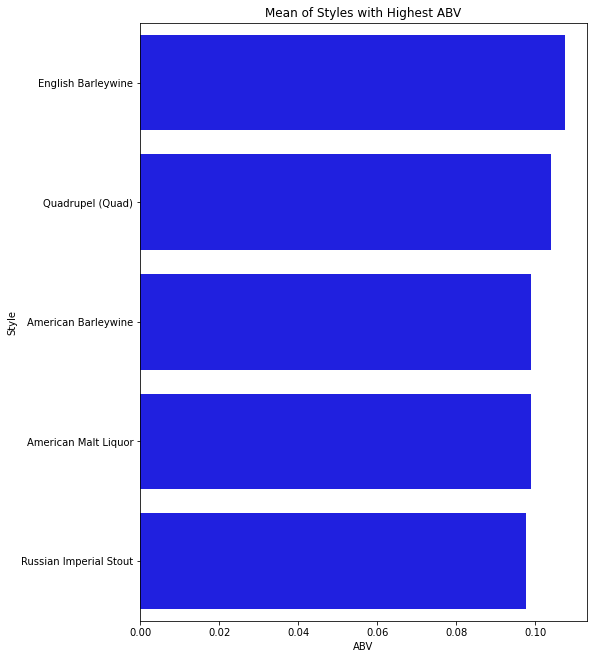 Mean of Styles with Highest ABV
English Barleywine
Quadrupel (Quad)
American Barleywine
American Malt Liquor
Russian Imperial Stout
Style
0.00 0.02 0.04 0.06 0.08 0.10
ABV